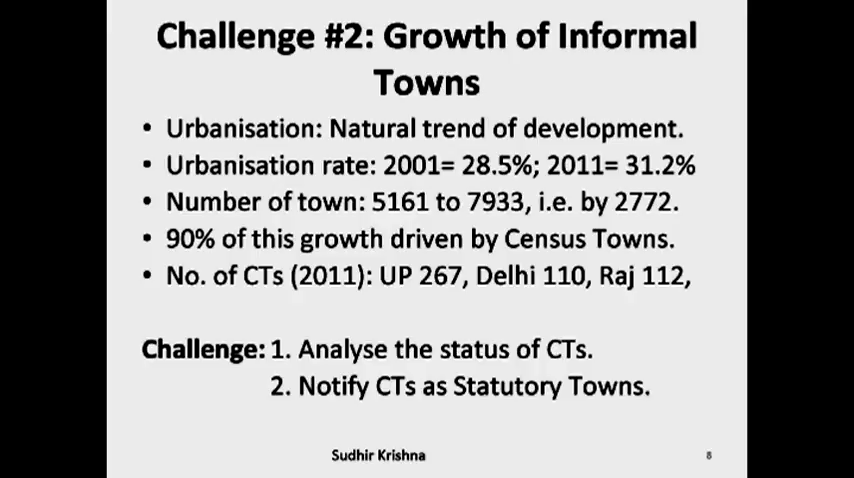 Challenge #2: Growth of Informal
Towns
• Urbanisation: Natural trend of development.
• Urbanisation rate: 2001= 28.5%; 2011= 31.2%
• Number of town: 5161 to 7933, i.e. by 2772.
• 90% of this growth driven by Census Towns.
• No. of CTs (2011): UP 267, Delhi 110, Raj 112,
Challenge: 1. Analyse the status of CTs.
2. Notify CTs as Statutory Towns.
Sudhir Krishna 8